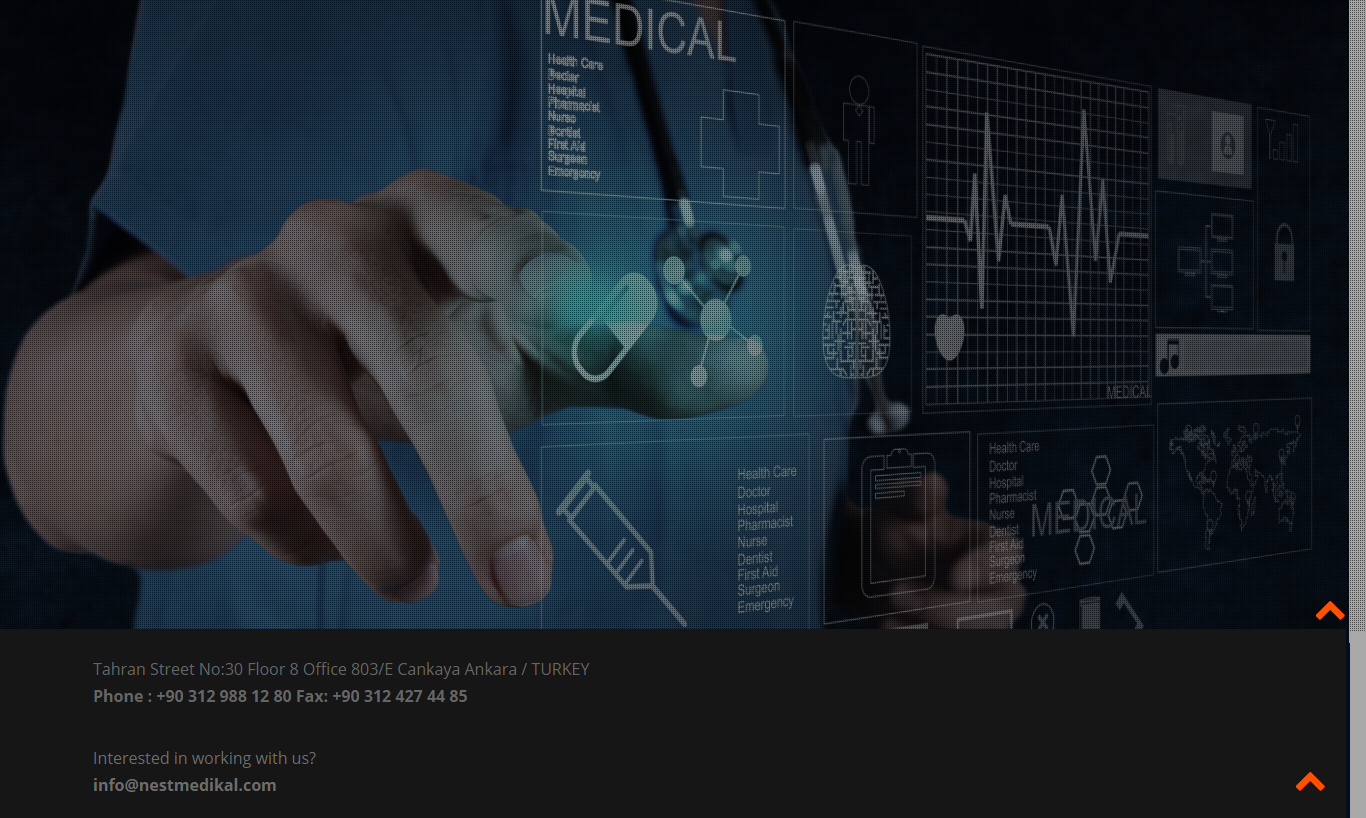 MEDICAL
Health Care
Doctor
Hospital
Pharmacist
Nurse
Dentist
First Aid
Surgeon
Emergency
MEDICAL
Health Care
Doctor
Hospital
Pharmacist
Nurse
Dentist
First Aid
Surgeon
Emergency
Health Care
Doctor
Hospital
Pharmacist
Nurse
Dentist
First Aid
Surgeon
Emergency
MEDICAL
Tahran Street No:30 Floor 8 Office 803/E Cankaya Ankara / TURKEY
Phone : +90 312 988 12 80 Fax: +90 312 427 44 85
Interested in working with us?
info@nestmedikal.com